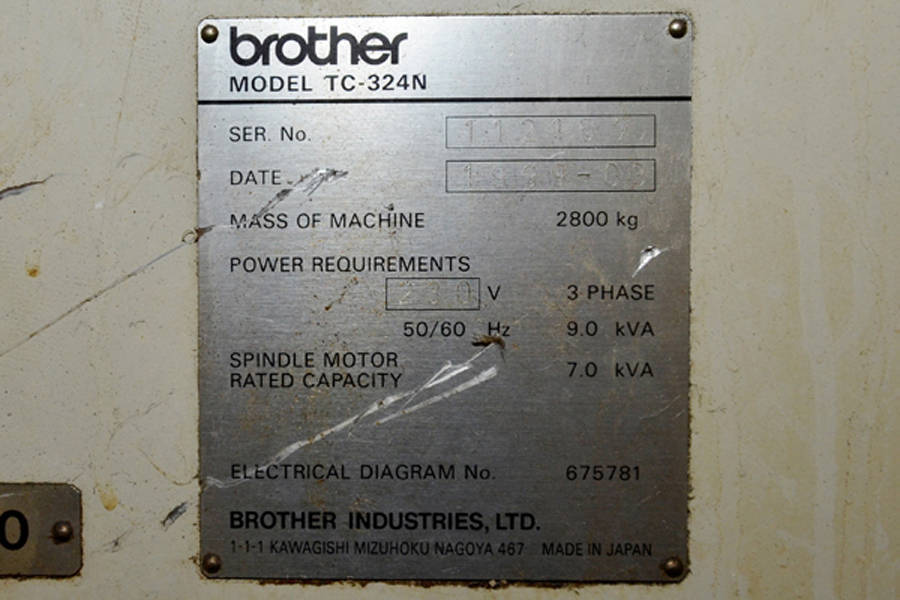 brother
MODEL TC-324N
SER. No.
DATE
MASS OF MACHINE 2800 kg
POWER REQUIREMENTS
230 V 3 PHASE
50/60 Hz 9.0 kVA
SPINDLE MOTOR
RATED CAPACITY 7.0 kVA
ELECTRICAL DIAGRAM No. 675781
BROTHER INDUSTRIES, LTD.
1-1-1 KAWAGISHI MIZUHOKU NAGOYA 467 MADE IN JAPAN
0